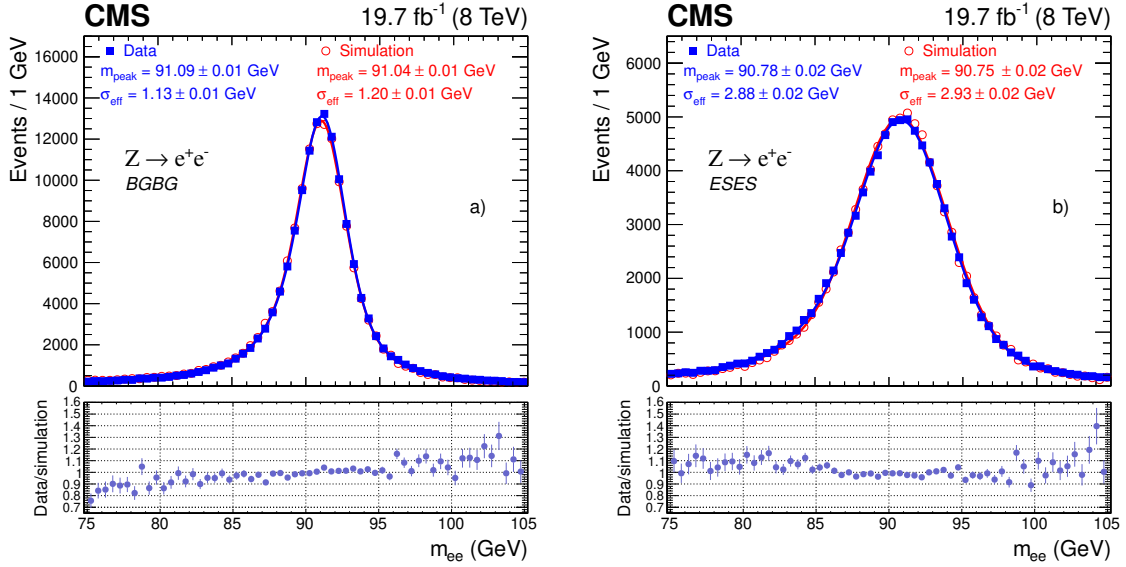 CMS 19.7 fb⁻¹ (8 TeV)
Events / 1 GeV
Data
m_peak = 91.09 ± 0.01 GeV
σ_eff = 1.13 ± 0.01 GeV
Simulation
m_peak = 91.04 ± 0.01 GeV
σ_eff = 1.20 ± 0.01 GeV
Z → e⁺e⁻
BGBG
a)
16000
14000
12000
10000
8000
6000
4000
2000
0
Data/simulation
1.6
1.5
1.4
1.3
1.2
1.1
1
0.9
0.8
0.7
75 80 85 90 95 100 105
m_ee (GeV)
CMS 19.7 fb⁻¹ (8 TeV)
Events / 1 GeV
Data
m_peak = 90.78 ± 0.02 GeV
σ_eff = 2.88 ± 0.02 GeV
Simulation
m_peak = 90.75 ± 0.02 GeV
σ_eff = 2.93 ± 0.02 GeV
Z → e⁺e⁻
ESES
b)
6000
5000
4000
3000
2000
1000
0
Data/simulation
1.6
1.5
1.4
1.3
1.2
1.1
1
0.9
0.8
0.7
75 80 85 90 95 100 105
m_ee (GeV)